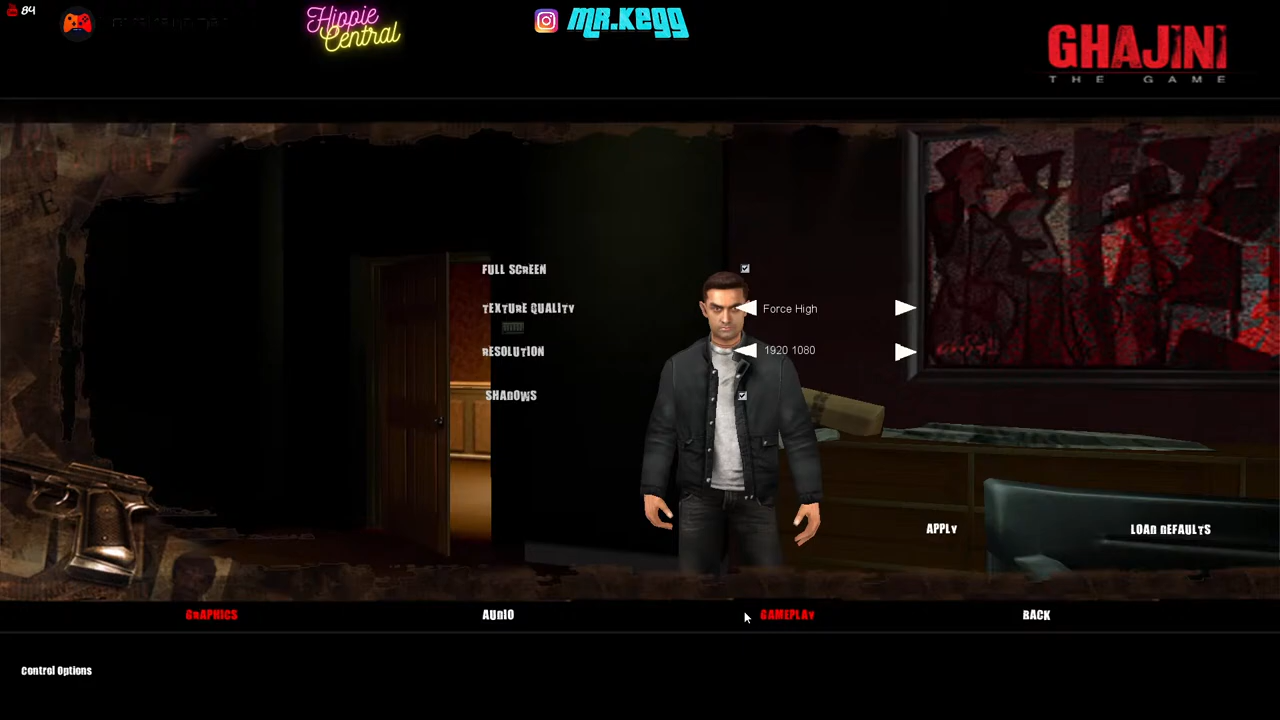 84
Hippie
Central
MR.KEGG
GHAJINI
THE GAME
FULL SCREEN
TEXTURE QUALITY
Force High
RESOLUTION
1920 1080
SHADOWS
APPLY
LOAD DEFAULTS
GRAPHICS
AUDIO
GAMEPLAY
BACK
Control Options